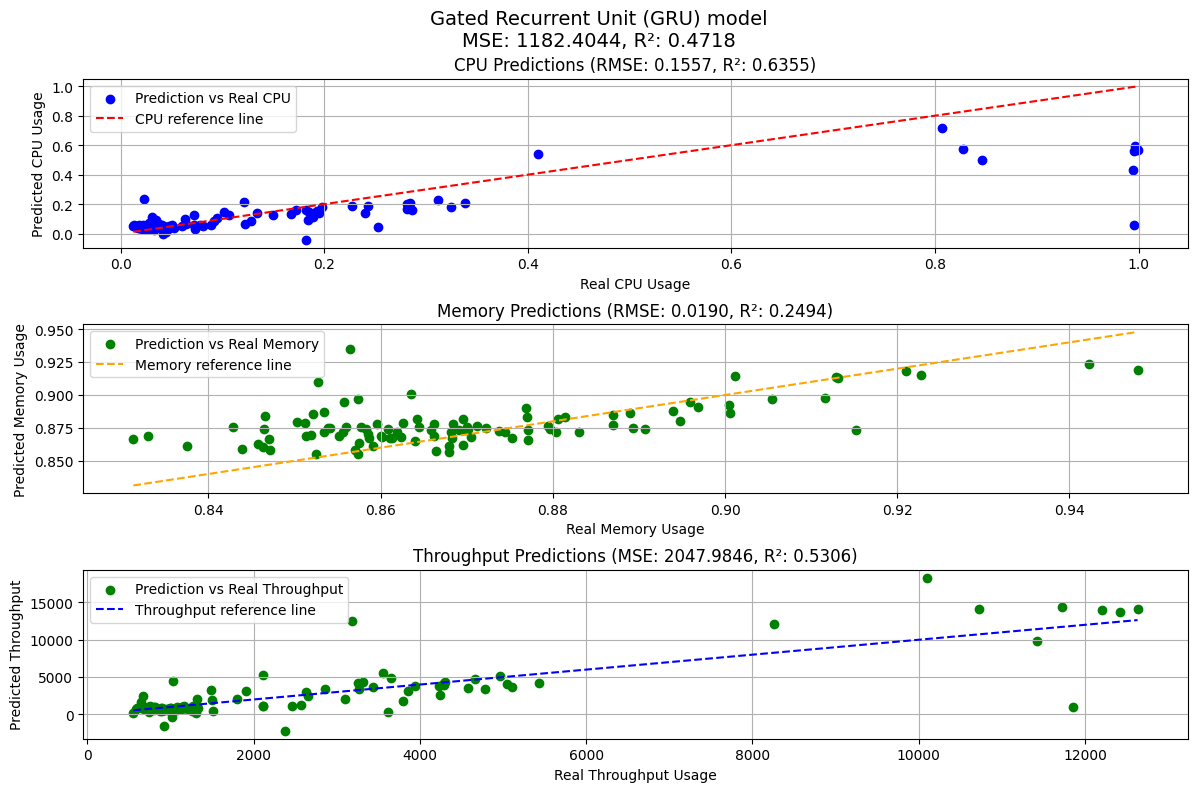 Gated Recurrent Unit (GRU) model
MSE: 1182.4044, R²: 0.4718
CPU Predictions (RMSE: 0.1557, R²: 0.6355)
Predicted CPU Usage
1.0
0.8
0.6
0.4
0.2
0.0
Prediction vs Real CPU
CPU reference line
0.0 0.2 0.4 0.6 0.8 1.0
Real CPU Usage
Memory Predictions (RMSE: 0.0190, R²: 0.2494)
Predicted Memory Usage
0.950
0.925
0.900
0.875
0.850
Prediction vs Real Memory
Memory reference line
0.84 0.86 0.88 0.90 0.92 0.94
Real Memory Usage
Throughput Predictions (MSE: 2047.9846, R²: 0.5306)
Predicted Throughput
15000
10000
5000
0
Prediction vs Real Throughput
Throughput reference line
0 2000 4000 6000 8000 10000 12000
Real Throughput Usage